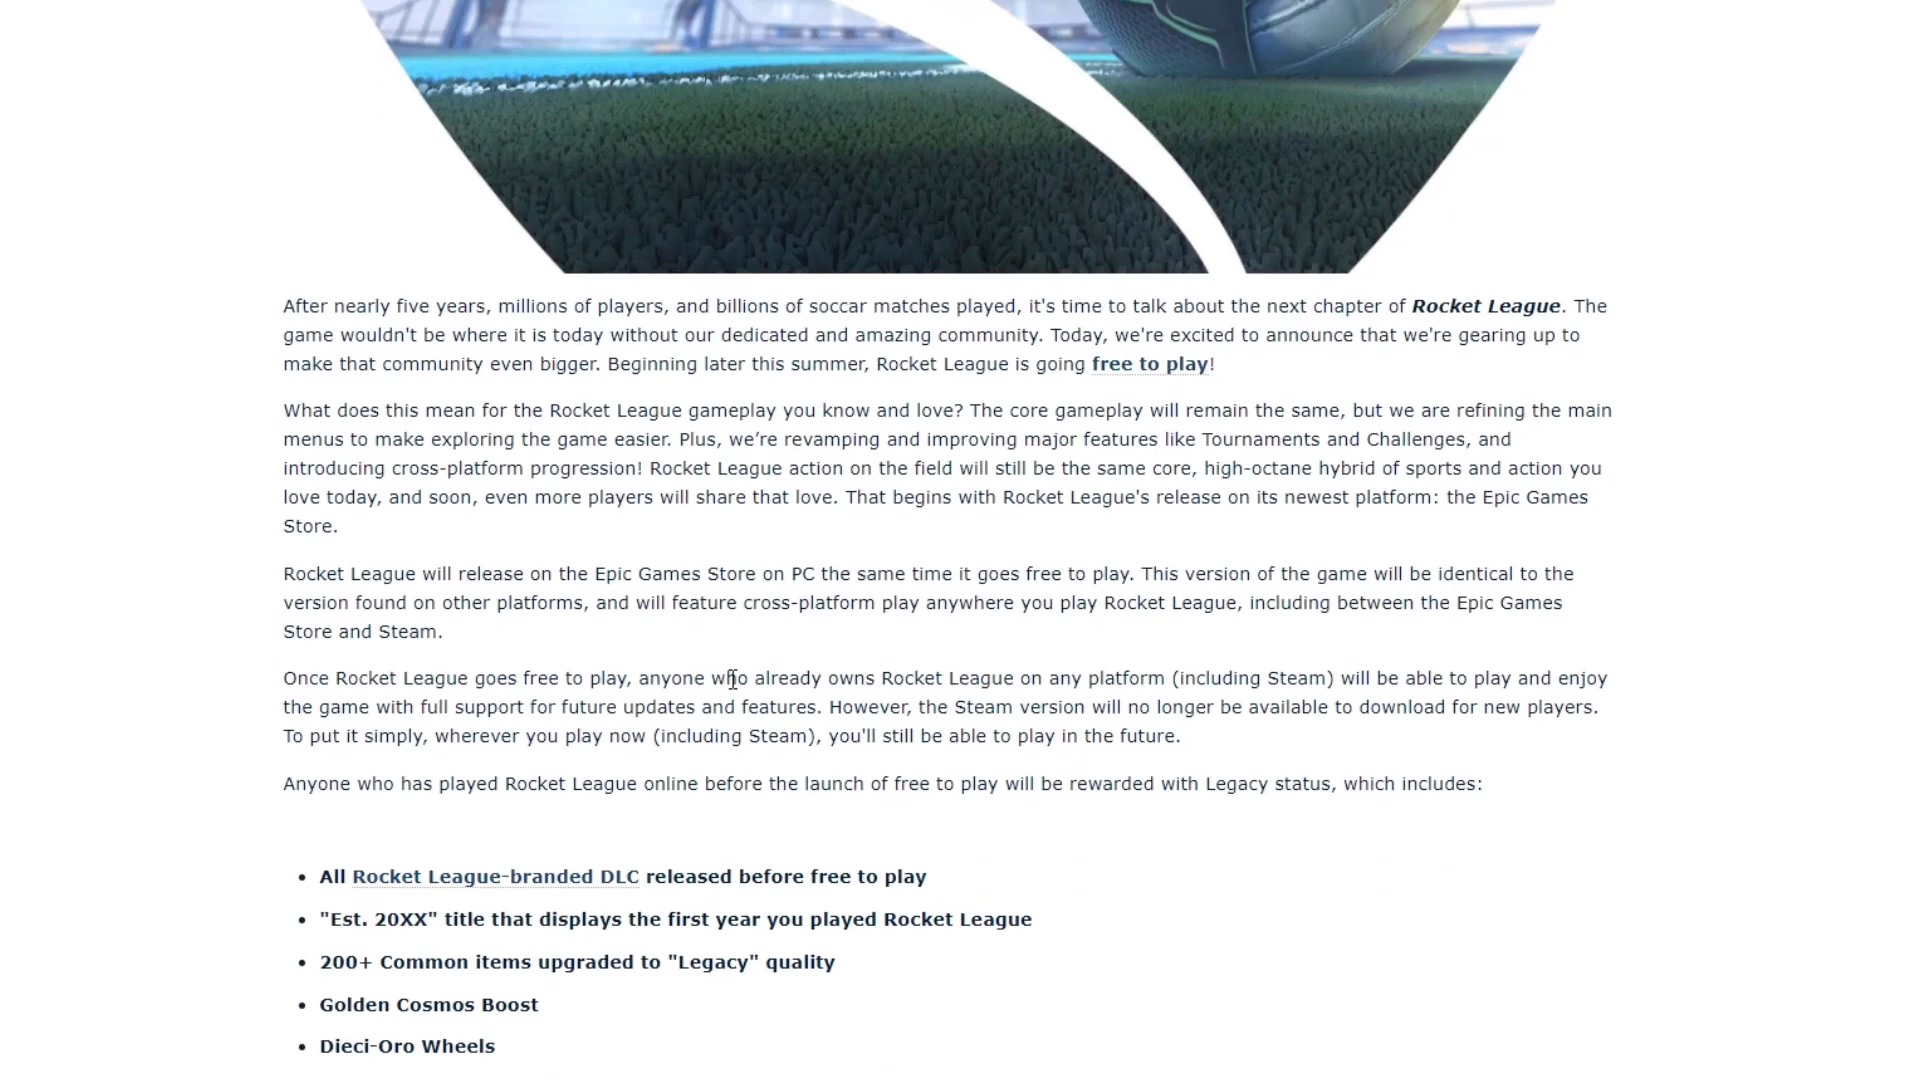 After nearly five years, millions of players, and billions of soccar matches played, it's time to talk about the next chapter of Rocket League. The
game wouldn't be where it is today without our dedicated and amazing community. Today, we're excited to announce that we're gearing up to
make that community even bigger. Beginning later this summer, Rocket League is going free to play!
What does this mean for the Rocket League gameplay you know and love? The core gameplay will remain the same, but we are refining the main
menus to make exploring the game easier. Plus, we’re revamping and improving major features like Tournaments and Challenges, and
introducing cross-platform progression! Rocket League action on the field will still be the same core, high-octane hybrid of sports and action you
love today, and soon, even more players will share that love. That begins with Rocket League's release on its newest platform: the Epic Games
Store.
Rocket League will release on the Epic Games Store on PC the same time it goes free to play. This version of the game will be identical to the
version found on other platforms, and will feature cross-platform play anywhere you play Rocket League, including between the Epic Games
Store and Steam.
Once Rocket League goes free to play, anyone who already owns Rocket League on any platform (including Steam) will be able to play and enjoy
the game with full support for future updates and features. However, the Steam version will no longer be available to download for new players.
To put it simply, wherever you play now (including Steam), you'll still be able to play in the future.
Anyone who has played Rocket League online before the launch of free to play will be rewarded with Legacy status, which includes:
• All Rocket League-branded DLC released before free to play
• "Est. 20XX" title that displays the first year you played Rocket League
• 200+ Common items upgraded to "Legacy" quality
• Golden Cosmos Boost
• Dieci-Oro Wheels